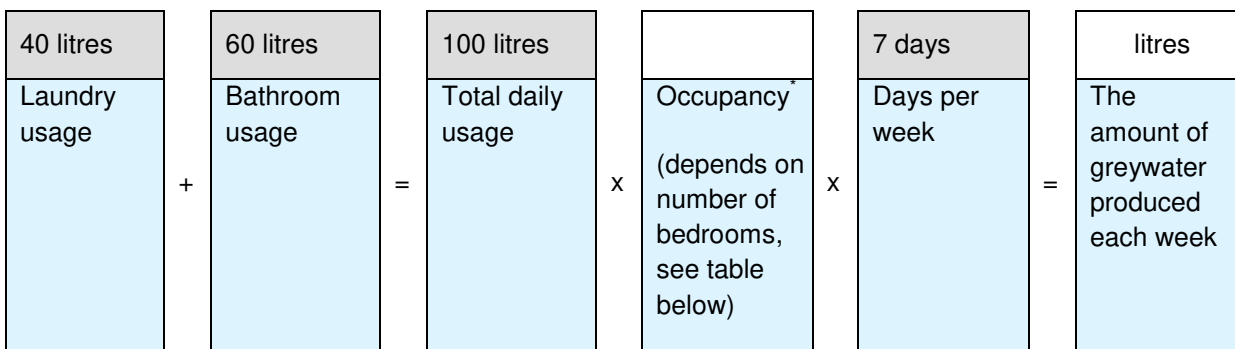 40 litres
Laundry
usage
+
60 litres
Bathroom
usage
=
100 litres
Total daily
usage
x
Occupancy*
(depends on
number of
bedrooms,
see table
below)
x
7 days
Days per
week
=
litres
The
amount of
greywater
produced
each week